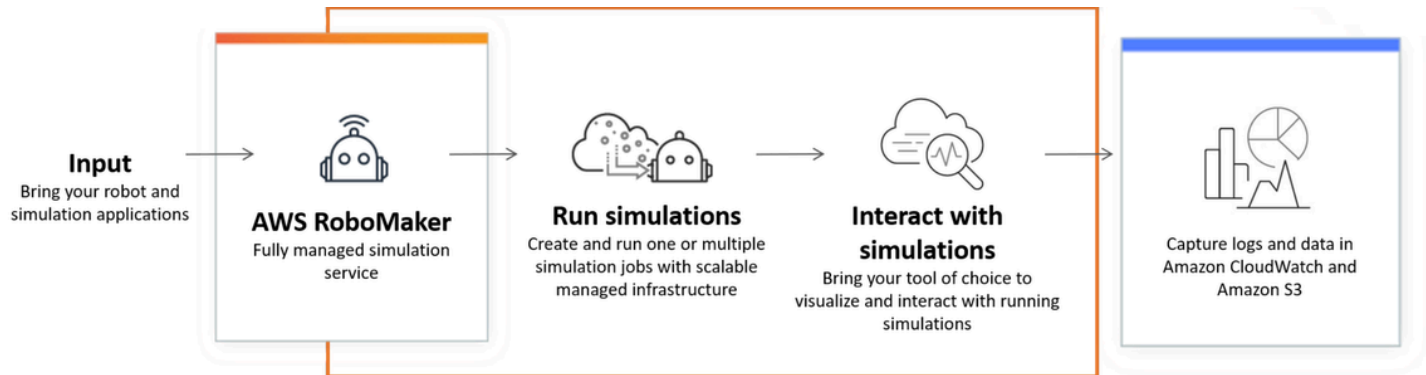 Input
Bring your robot and
simulation applications
AWS RoboMaker
Fully managed simulation
service
Run simulations
Create and run one or multiple
simulation jobs with scalable
managed infrastructure
Interact with
simulations
Bring your tool of choice to
visualize and interact with running
simulations
Capture logs and data in
Amazon CloudWatch and
Amazon S3